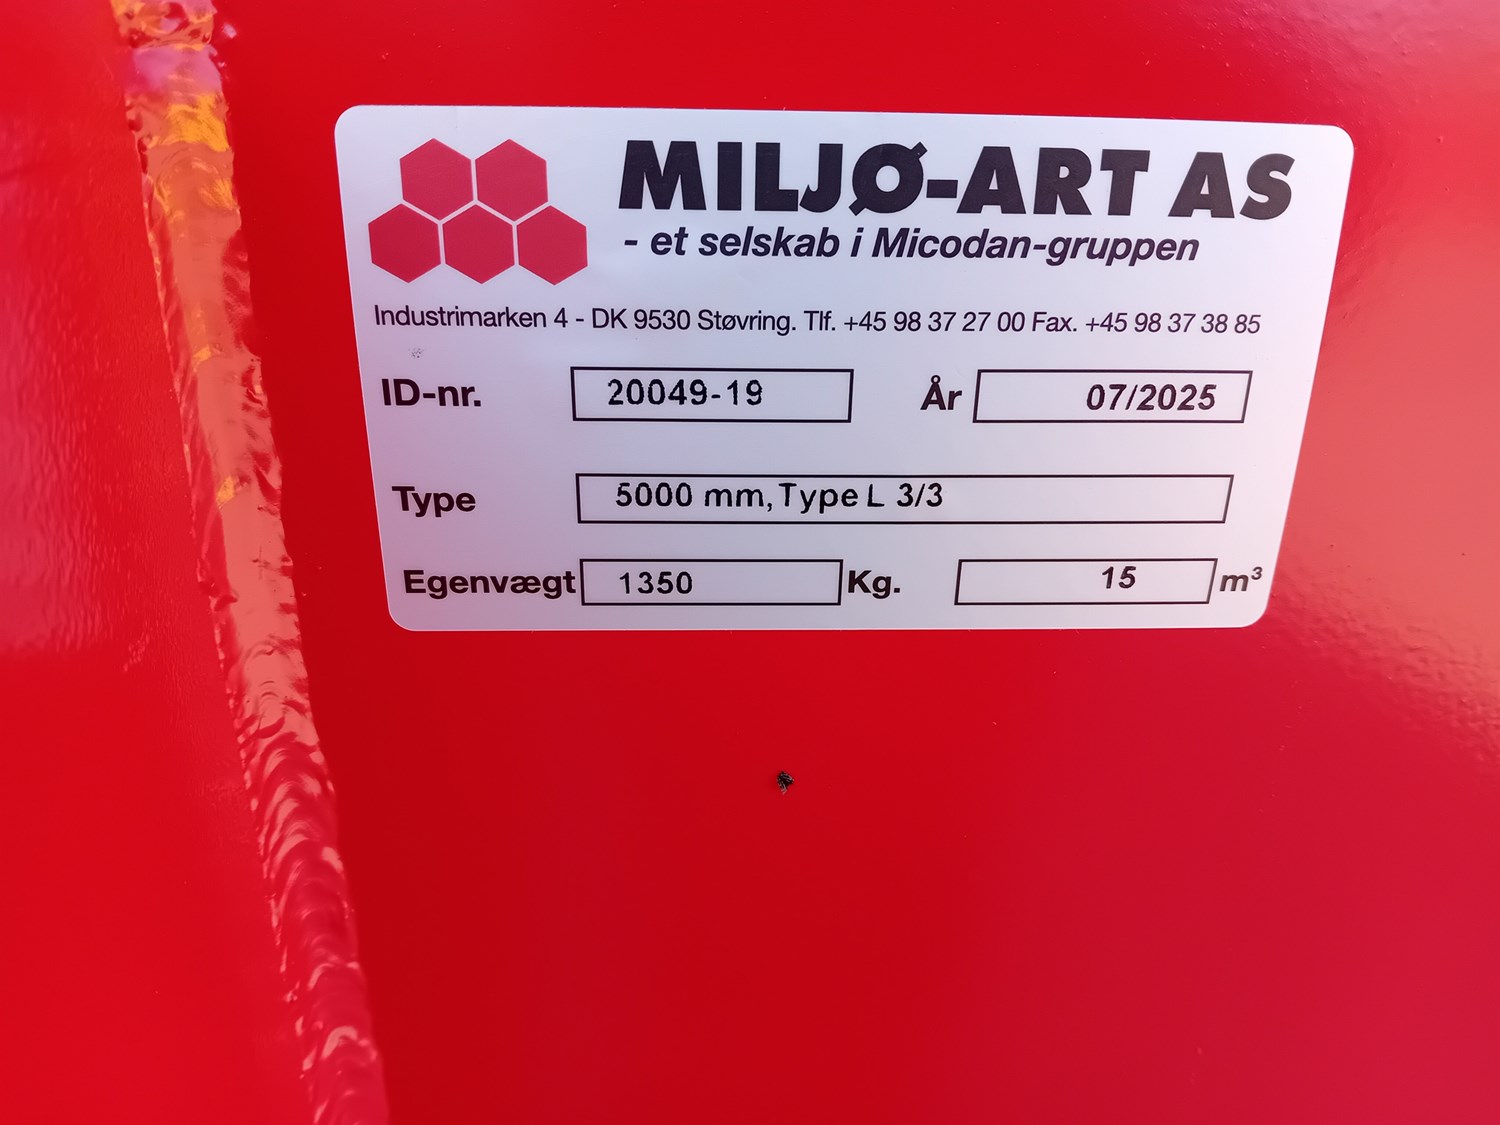 MILJØ-ART AS
- et selskab i Micodan-gruppen
Industrimarken 4 - DK 9530 Støvring. Tlf. +45 98 37 27 00 Fax. +45 98 37 38 85
ID-nr. 20049-19 År 07/2025
Type 5000 mm, Type L 3/3
Egenvægt 1350 Kg. 15 m³